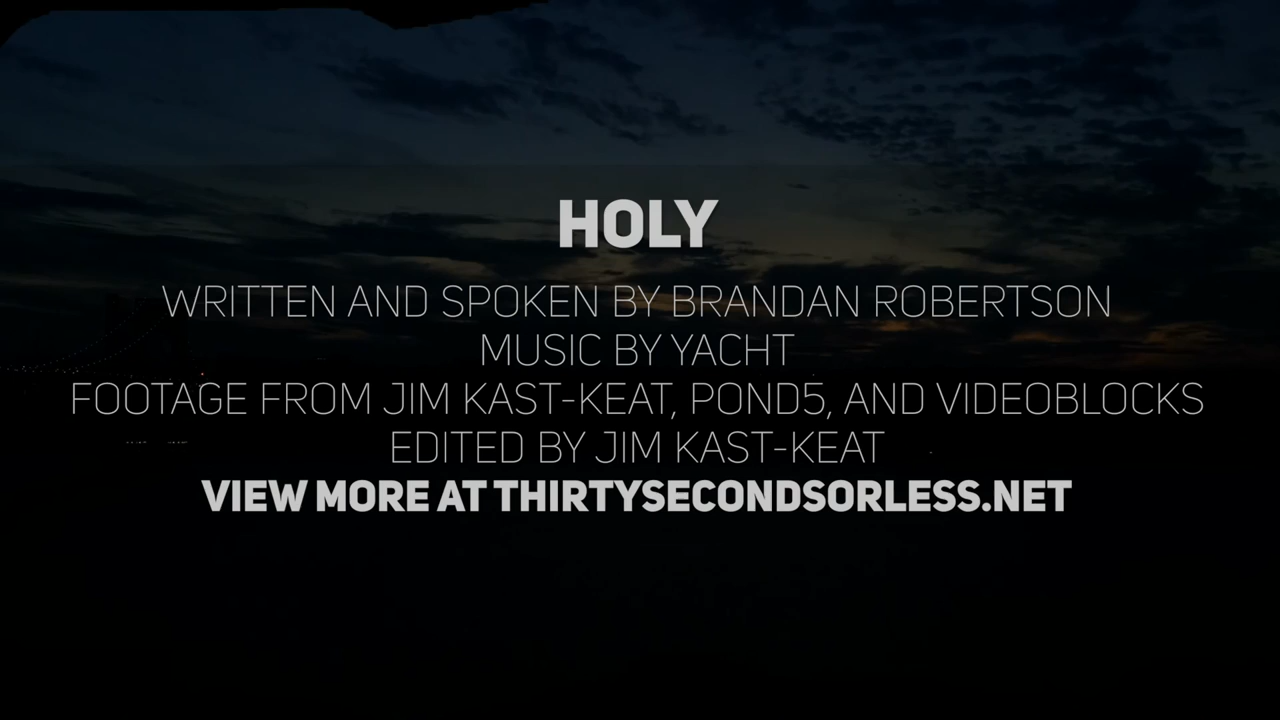 HOLY
WRITTEN AND SPOKEN BY BRANDAN ROBERTSON
MUSIC BY YACHT
FOOTAGE FROM JIM KAST-KEAT, POND5, AND VIDEOBLOCKS
EDITED BY JIM KAST-KEAT
VIEW MORE AT THIRTYSECONDSORLESS.NET